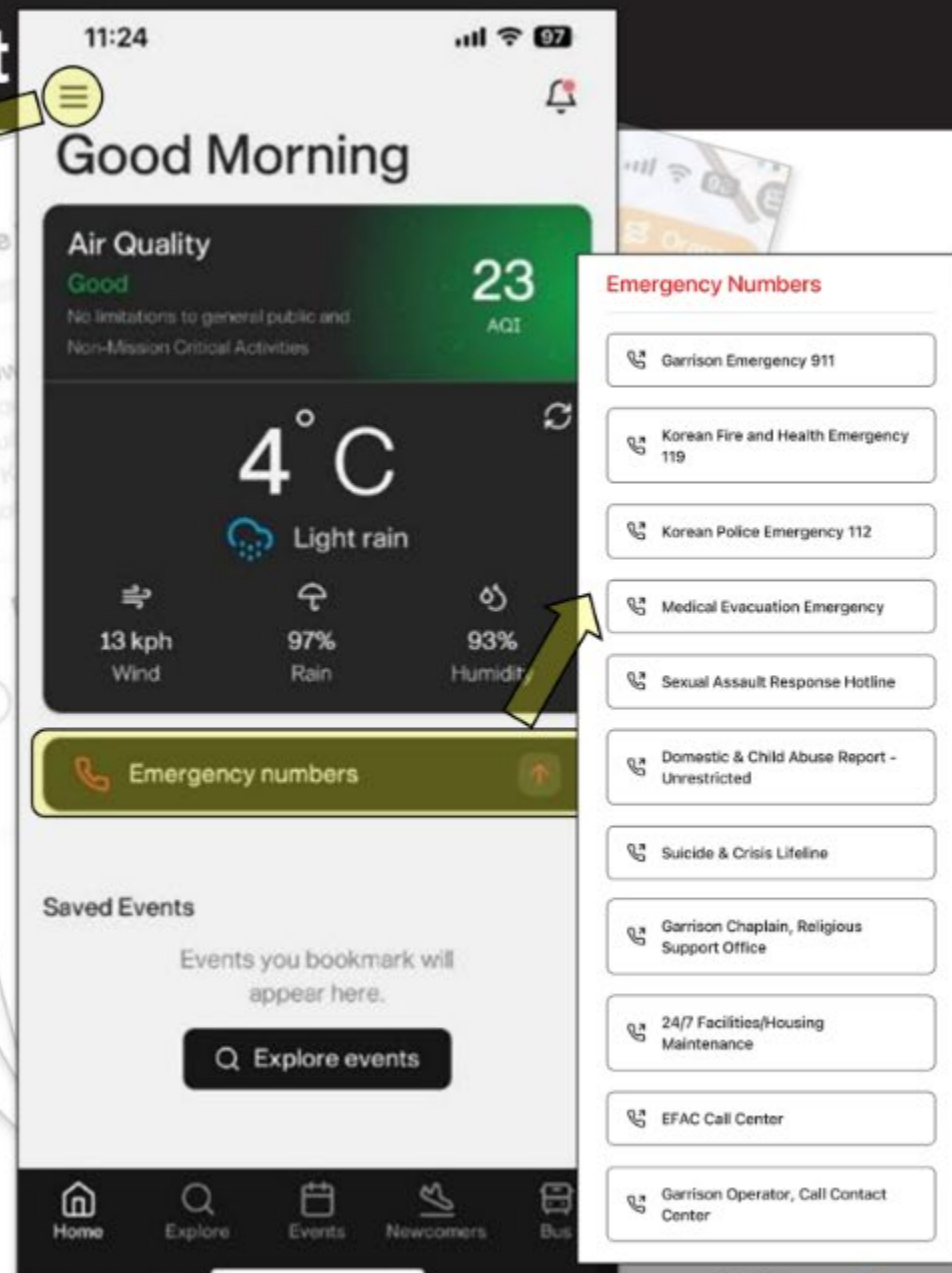 11:24
97
Good Morning
Air Quality
Good
No limitations to general public and
Non-Mission Critical Activities
23
AQI
4° C
Light rain
13 kph
Wind
97%
Rain
93%
Humidity
Emergency numbers
Saved Events
Events you bookmark will
appear here.
Explore events
Home
Explore
Events
Newcomers
Bus
Emergency Numbers
Garrison Emergency 911
Korean Fire and Health Emergency
119
Korean Police Emergency 112
Medical Evacuation Emergency
Sexual Assault Response Hotline
Domestic & Child Abuse Report -
Unrestricted
Suicide & Crisis Lifeline
Garrison Chaplain, Religious
Support Office
24/7 Facilities/Housing
Maintenance
EFAC Call Center
Garrison Operator, Call Contact
Center